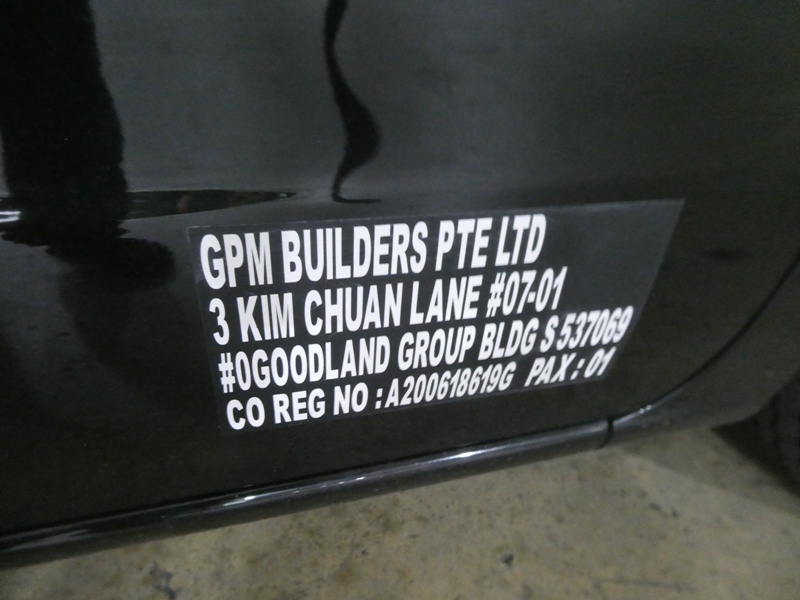 GPM BUILDERS PTE LTD
3 KIM CHUAN LANE #07-01
#0GOODLAND GROUP BLDG S 537069
CO REG NO : A200618619G PAX : 01